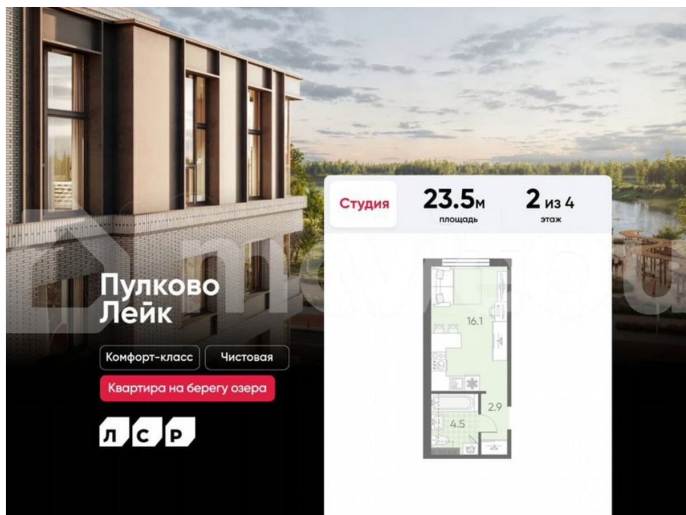 Студия
23.5м
площадь
2 из 4
этаж
Пулково
Лейк
Комфорт-класс
Чистовая
Квартира на берегу озера
ЛСР
16.1
2.9
4.5